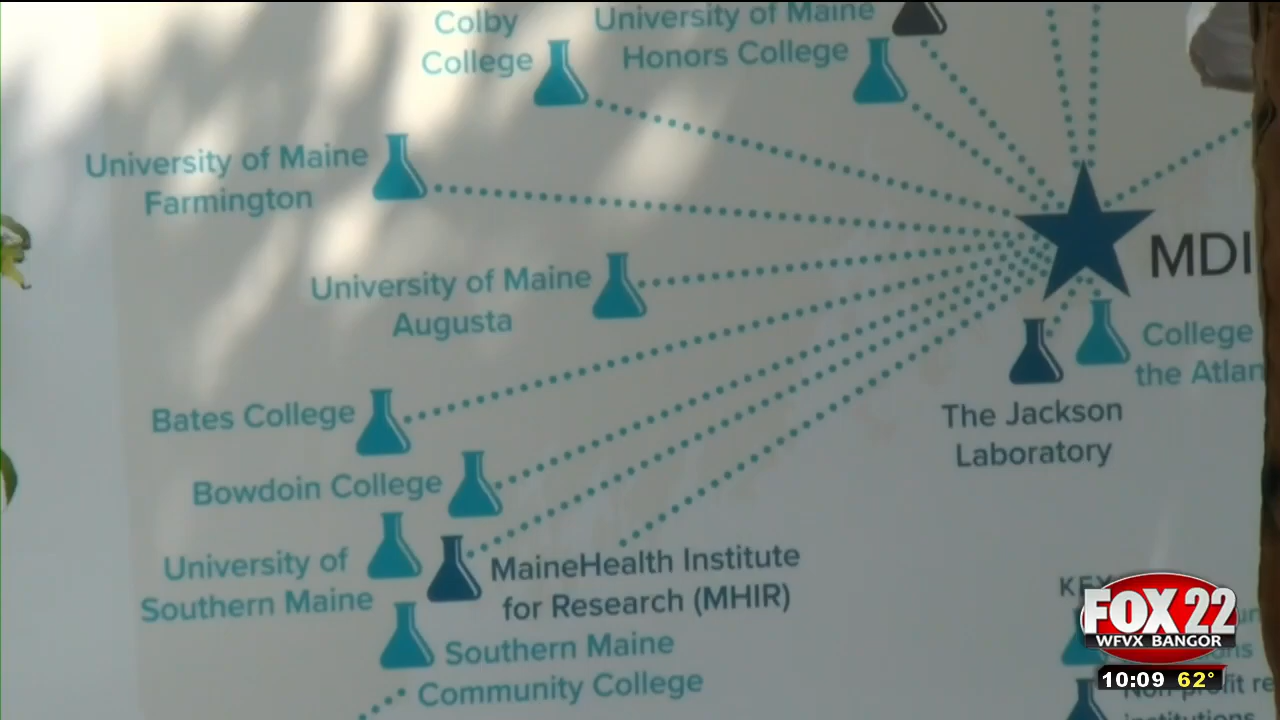 Colby
College
University of Maine
Honors College
University of Maine
Farmington
University of Maine
Augusta
MDI
College
the Atlan
The Jackson
Laboratory
Bates College
Bowdoin College
University of
Southern Maine
MaineHealth Institute
for Research (MHIR)
Southern Maine
Community College
KEY
FOX 22
WFVX BANGOR
10:09 62°